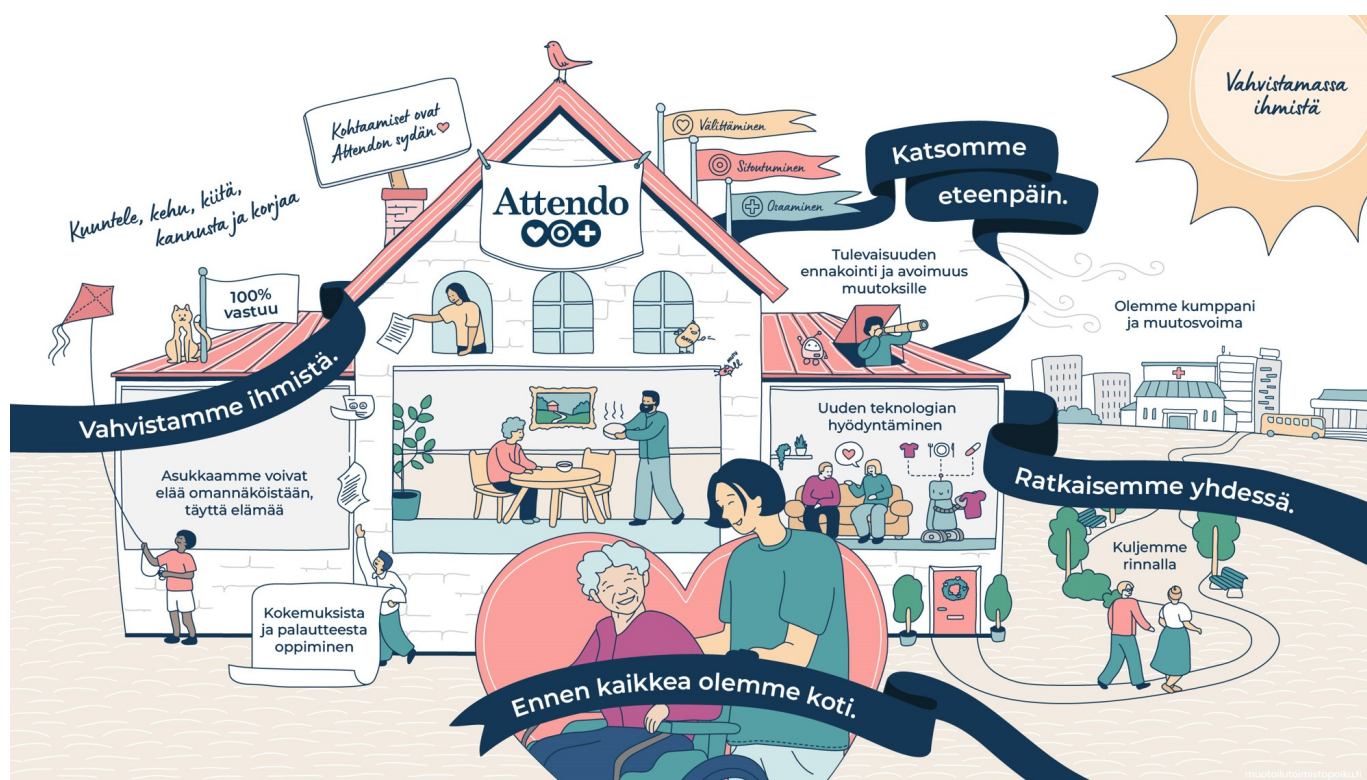 Vahvistamassa
ihmistä
Kohtaamiset ovat
Attendon sydän
Välittäminen
Sitoutuminen
Osaaminen
Katsomme
eteenpäin.
Kuuntele, kehu, kiitä,
kannusta ja korjaa
Attendo
100%
vastuu
Tulevaisuuden
ennakointi ja avoimuus
muutoksille
Olemme kumppani
ja muutosvoima
Vahvistamme ihmistä.
Uuden teknologian
hyödyntäminen
Asukkaamme voivat
elää omannäköistään,
täyttä elämää
Ratkaisemme yhdessä.
Kuljemme
rinnalla
Kokemuksista
ja palautteesta
oppiminen
Ennen kaikkea olemme koti.
muotoilutoimistopolku.fi